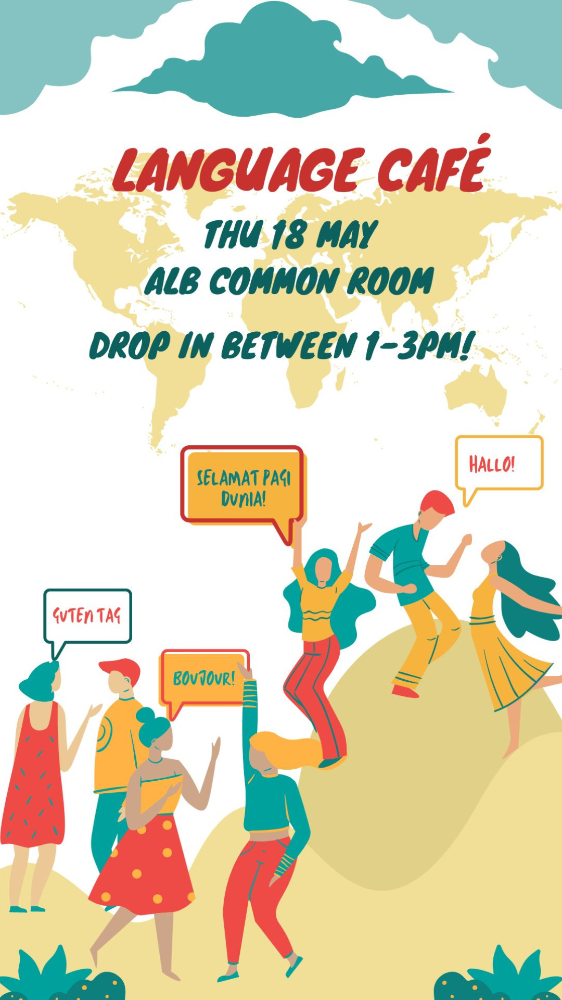 LANGUAGE CAFÉ
THU 18 MAY
ALB COMMON ROOM
DROP IN BETWEEN 1-3PM!
HALLO!
SELAMAT PAGI
DUNIA!
GUTEN TAG
BOUJOUR!